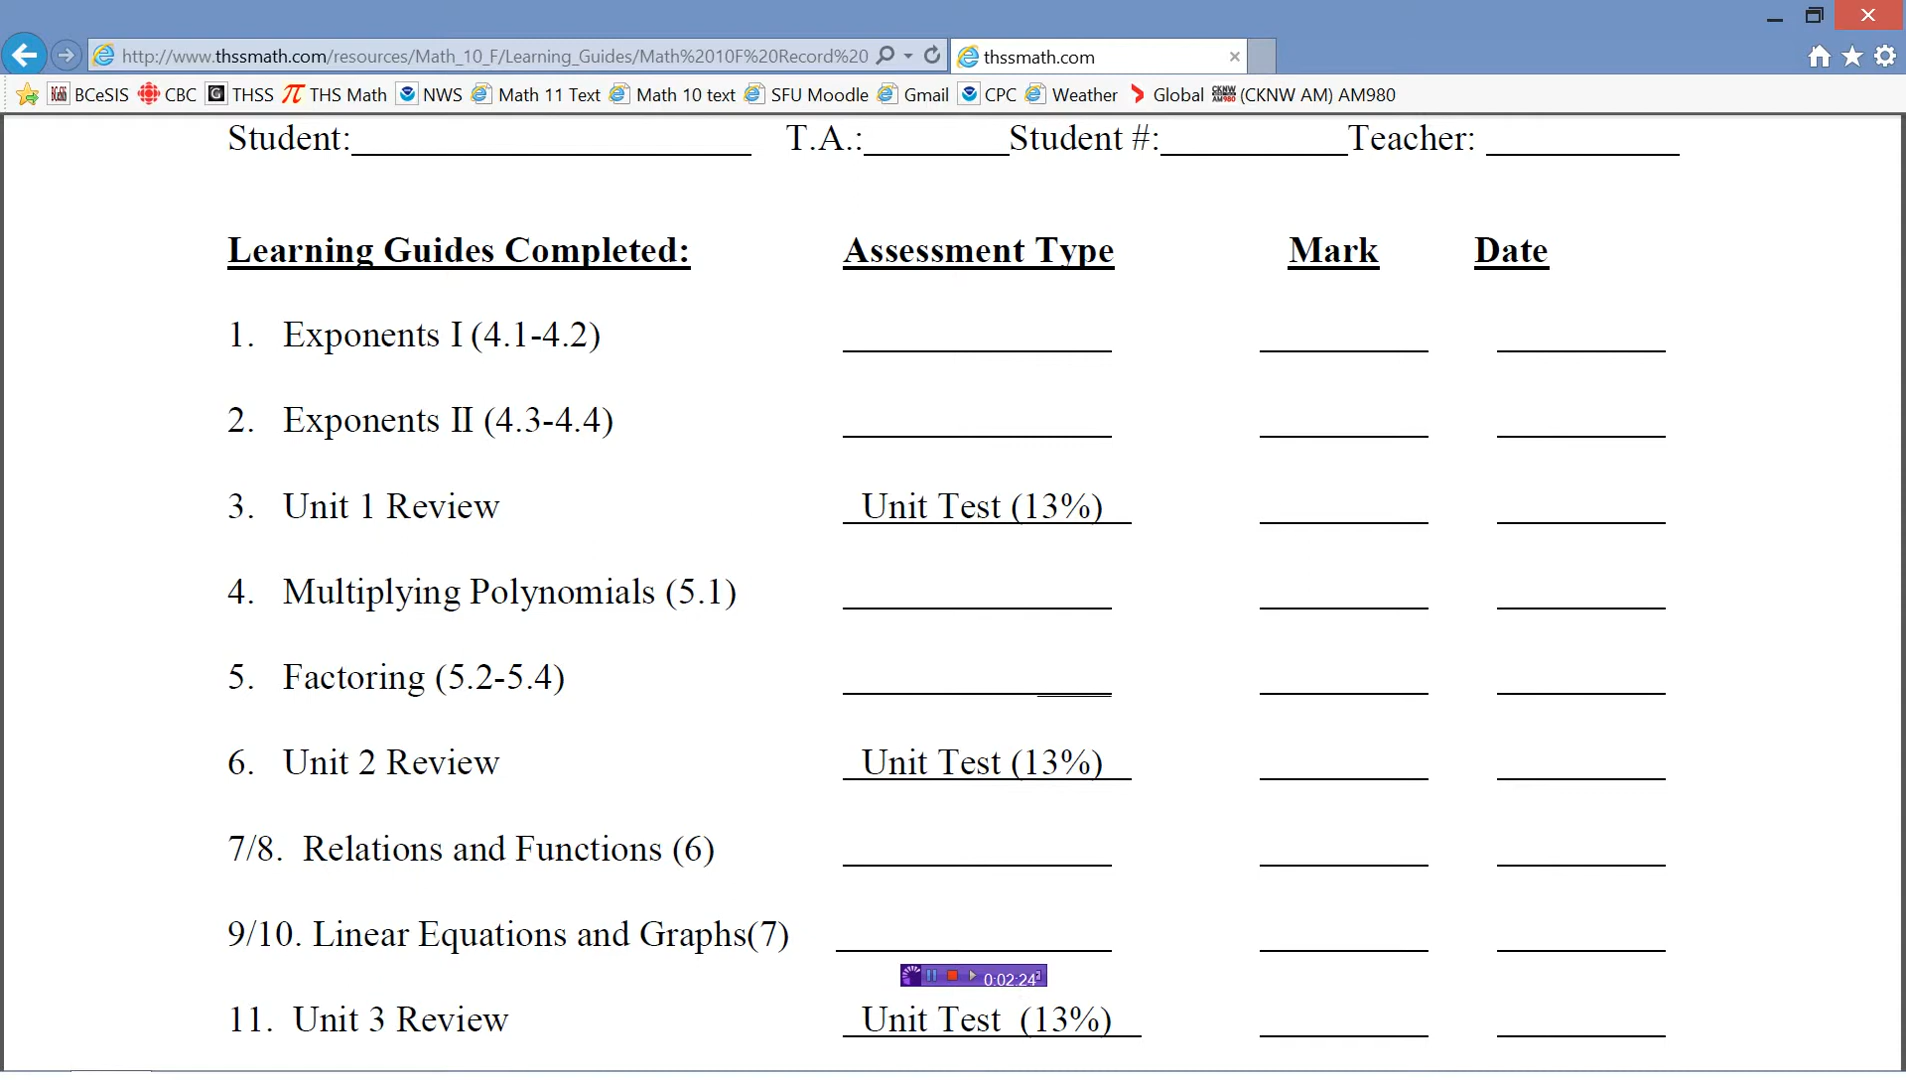 http://www.thssmath.com/resources/Math_10_F/Learning_Guides/Math%2010F%20Record%20
thssmath.com
BCeSIS CBC THSS THS Math NWS Math 11 Text Math 10 text SFU Moodle Gmail CPC Weather Global (CKNW AM) AM980
Student:____________________ T.A.:_______Student #:_________Teacher: _________
Learning Guides Completed: Assessment Type Mark Date
1. Exponents I (4.1-4.2)
2. Exponents II (4.3-4.4)
3. Unit 1 Review Unit Test (13%)
4. Multiplying Polynomials (5.1)
5. Factoring (5.2-5.4)
6. Unit 2 Review Unit Test (13%)
7/8. Relations and Functions (6)
9/10. Linear Equations and Graphs(7)
0:02:24
11. Unit 3 Review Unit Test (13%)